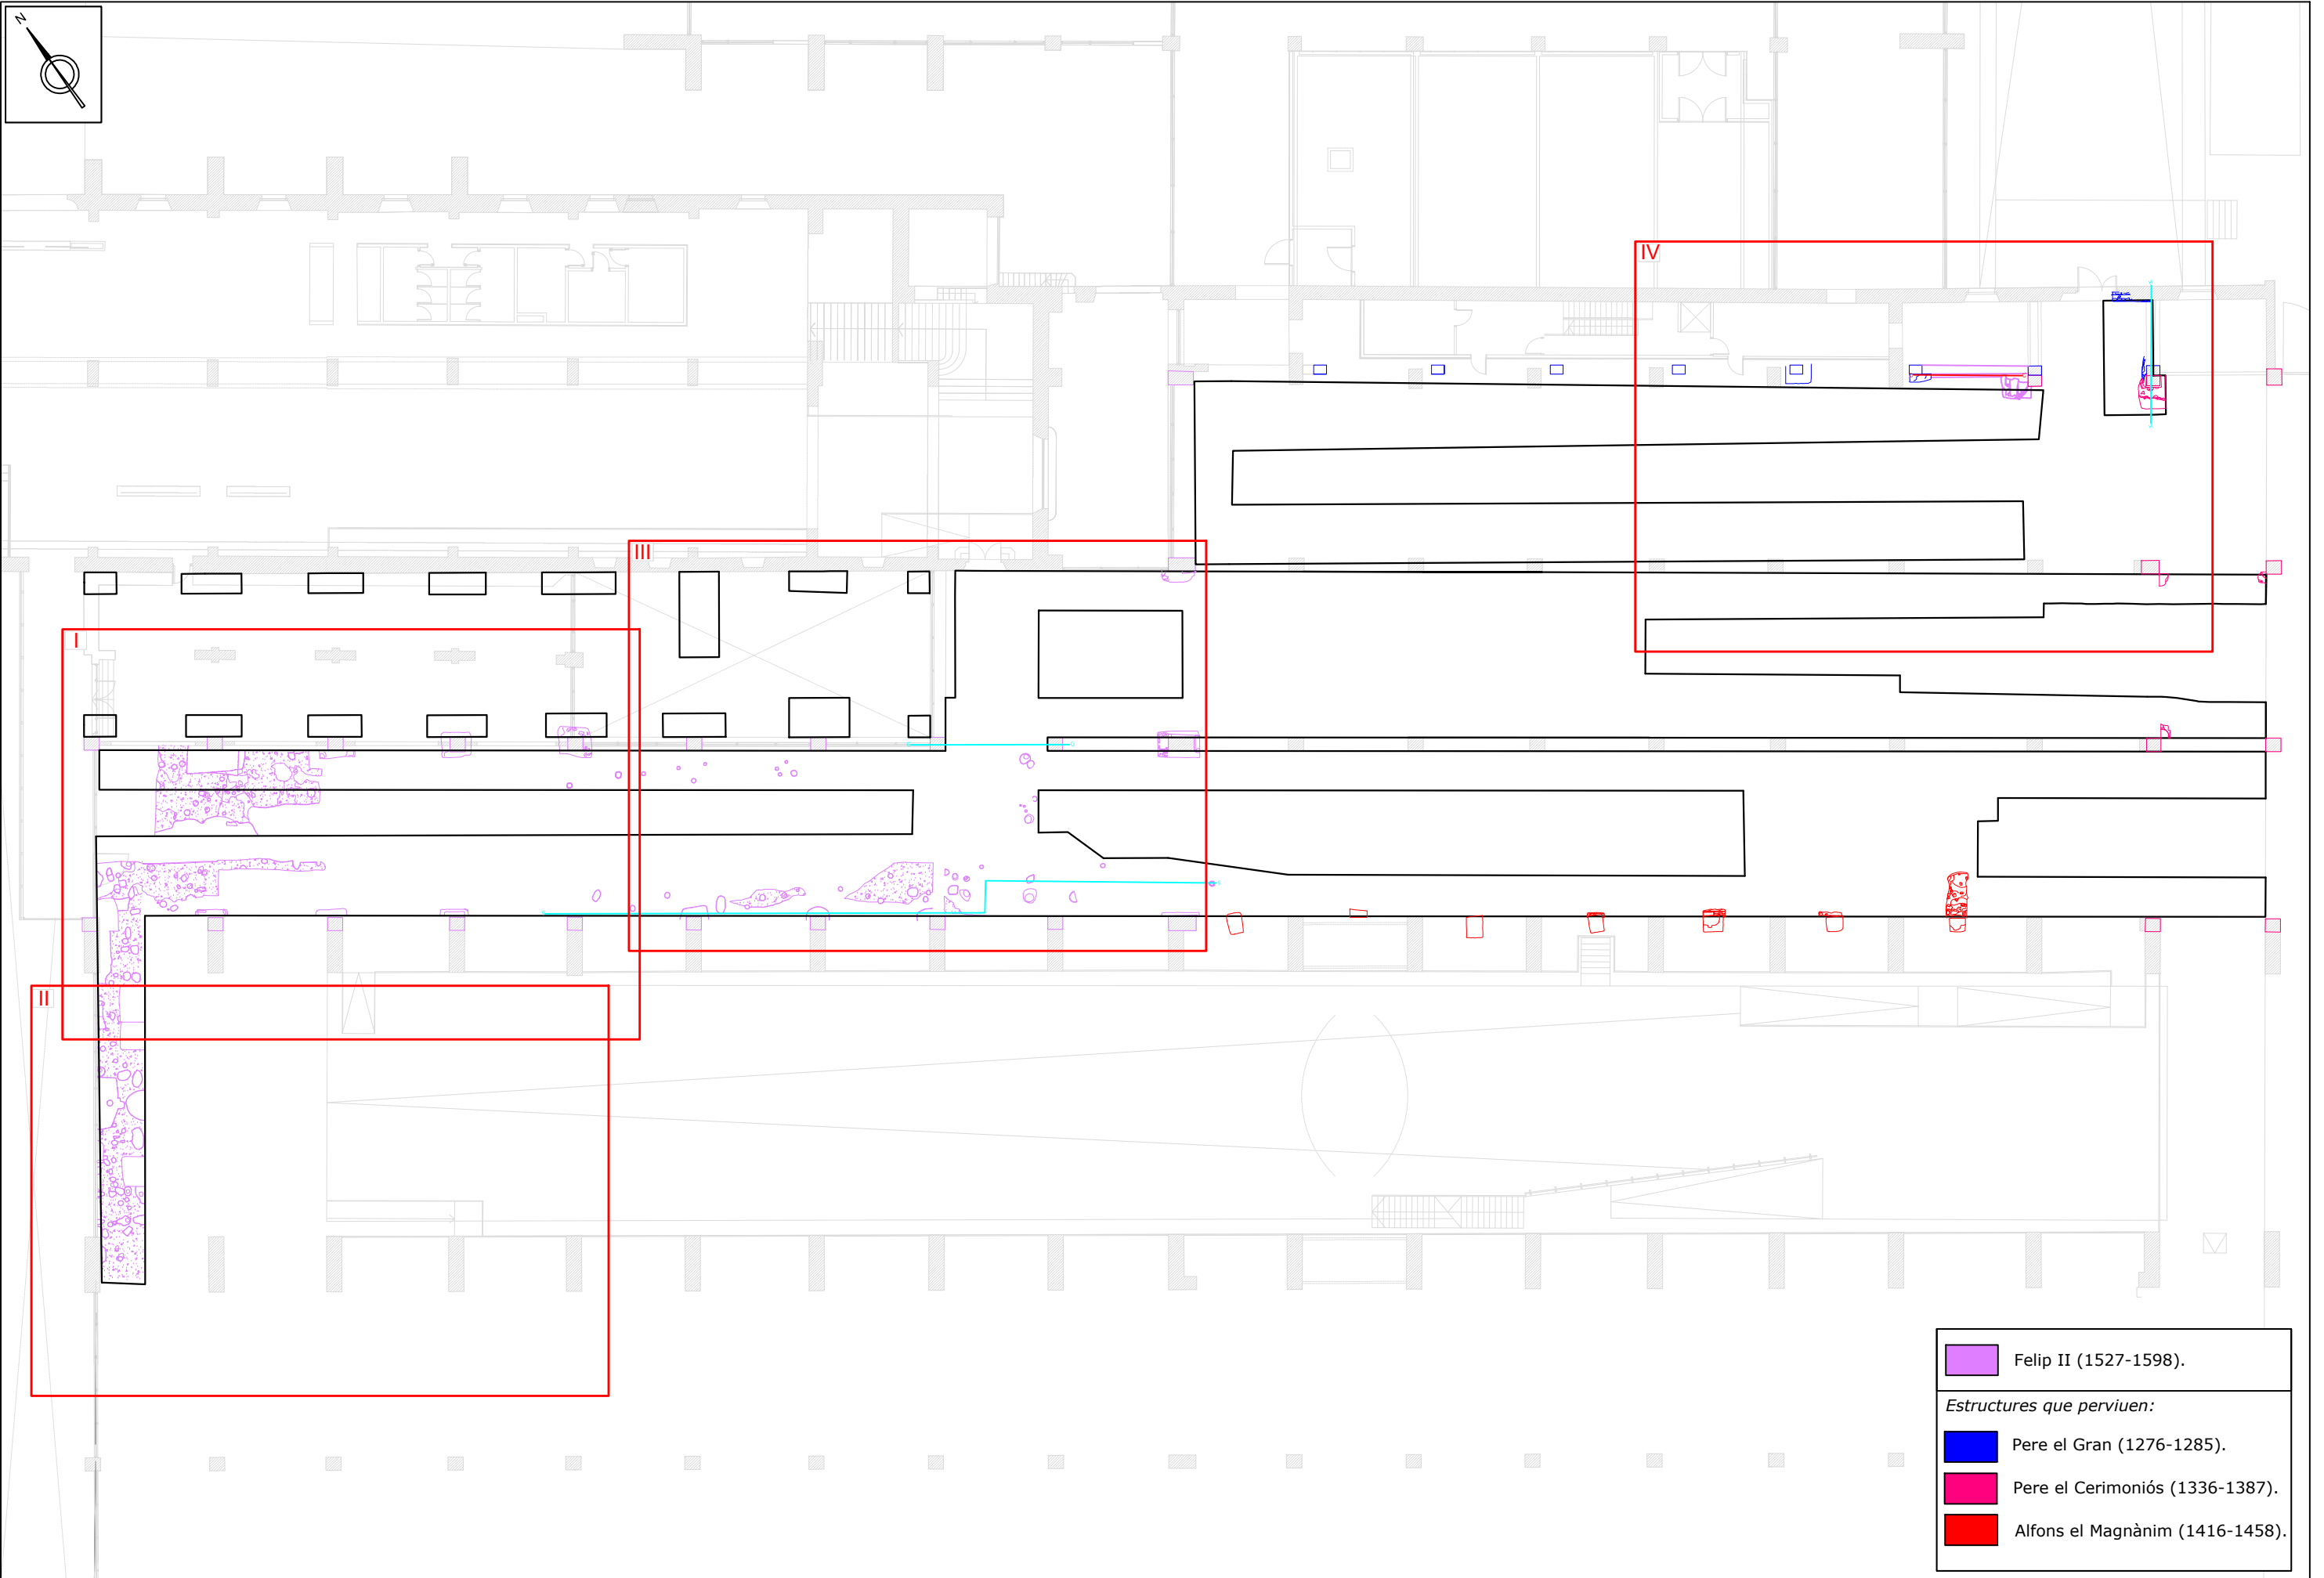 N
IV
III
I
II
Felip II (1527-1598).
Estructures que perviuen:
Pere el Gran (1276-1285).
Pere el Cerimoniós (1336-1387).
Alfons el Magnànim (1416-1458).